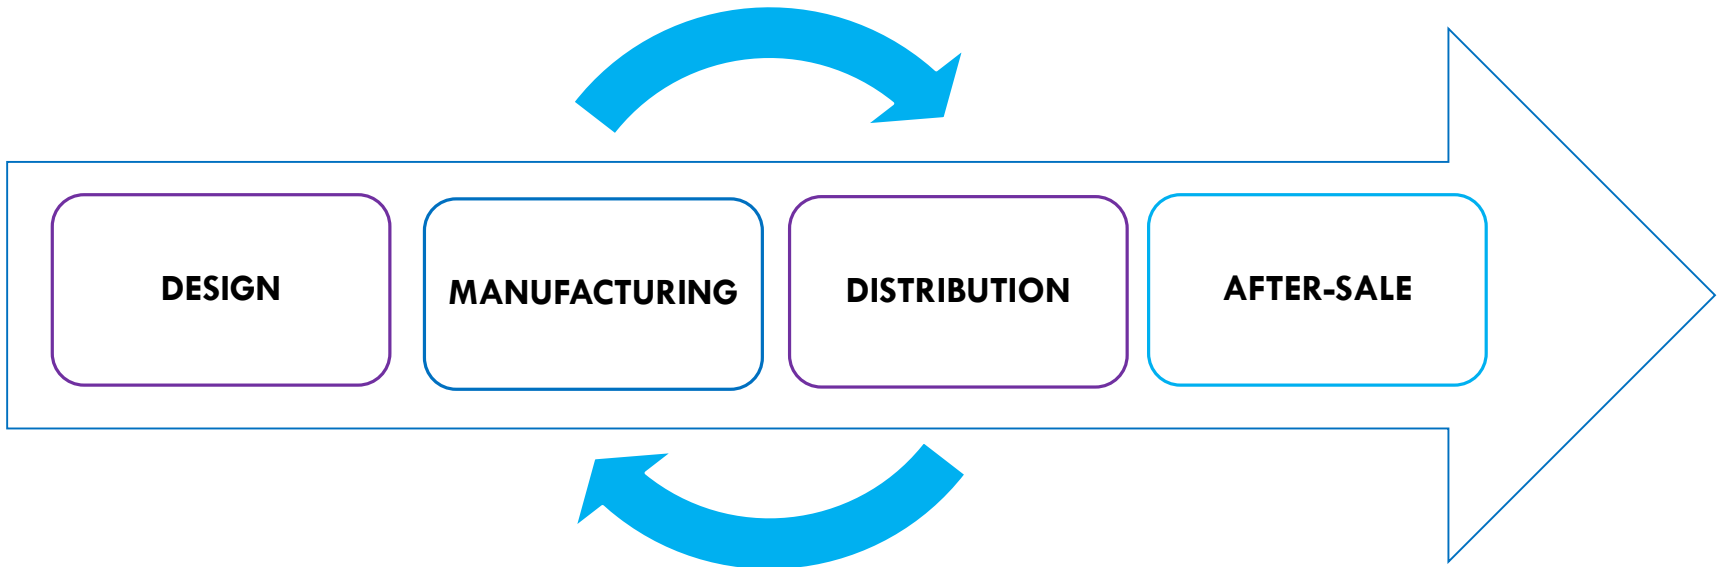 DESIGN
MANUFACTURING
DISTRIBUTION
AFTER-SALE